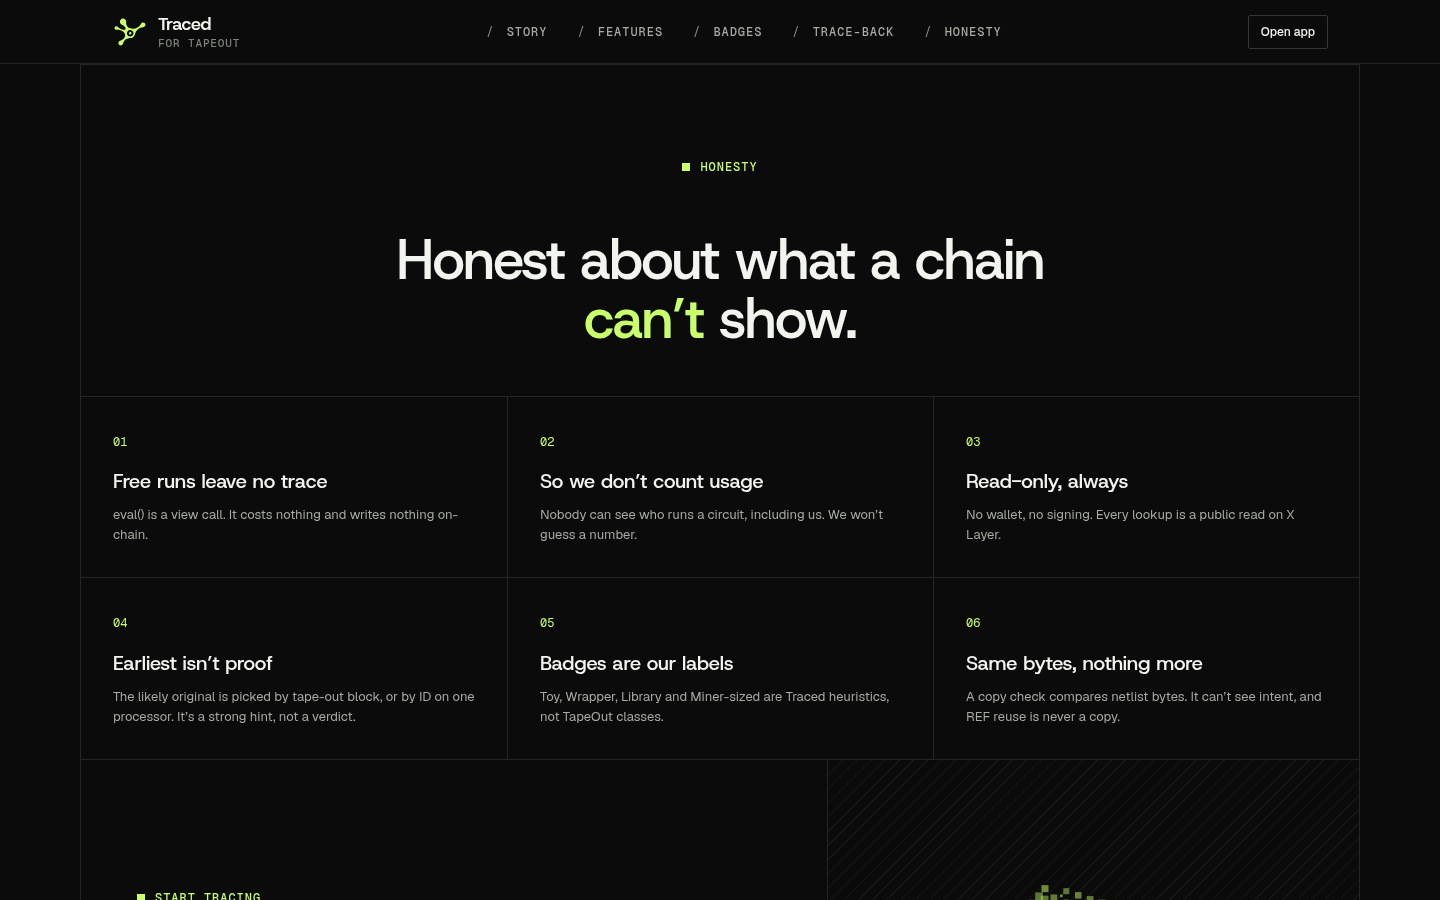 Traced
FOR TAPEOUT
/ STORY / FEATURES / BADGES / TRACE-BACK / HONESTY
Open app
HONESTY
Honest about what a chain
can’t show.
01
Free runs leave no trace
eval() is a view call. It costs nothing and writes nothing on-
chain.
02
So we don’t count usage
Nobody can see who runs a circuit, including us. We won’t
guess a number.
03
Read-only, always
No wallet, no signing. Every lookup is a public read on X
Layer.
04
Earliest isn’t proof
The likely original is picked by tape-out block, or by ID on one
processor. It’s a strong hint, not a verdict.
05
Badges are our labels
Toy, Wrapper, Library and Miner-sized are Traced heuristics,
not TapeOut classes.
06
Same bytes, nothing more
A copy check compares netlist bytes. It can’t see intent, and
REF reuse is never a copy.
START TRACING